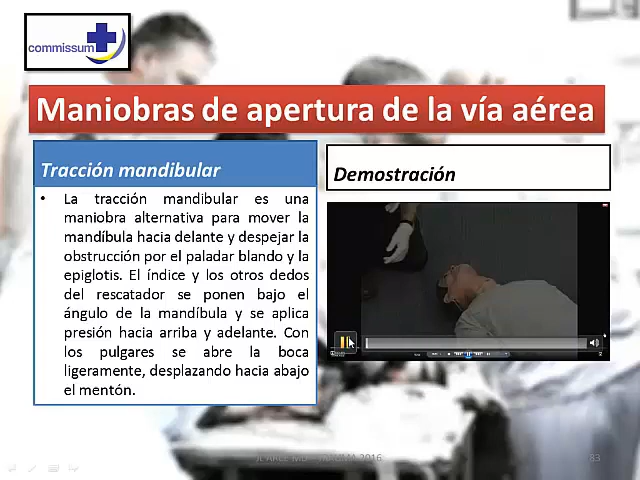 commissum
Maniobras de apertura de la vía aérea
Tracción mandibular
Demostración
• La tracción mandibular es una
maniobra alternativa para mover la
mandíbula hacia delante y despejar la
obstrucción por el paladar blando y la
epiglotis. El índice y los otros dedos
del rescatador se ponen bajo el
ángulo de la mandíbula y se aplica
presión hacia arriba y adelante. Con
los pulgares se abre la boca
ligeramente, desplazando hacia abajo
el mentón.
2016
83